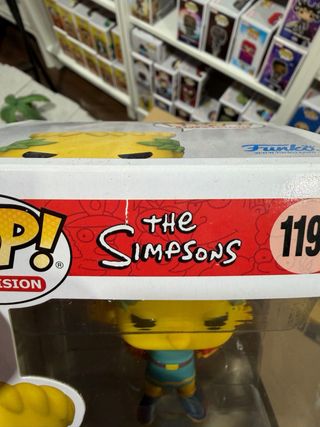 Funko
P!
ISION
®
the
Simpsons
119